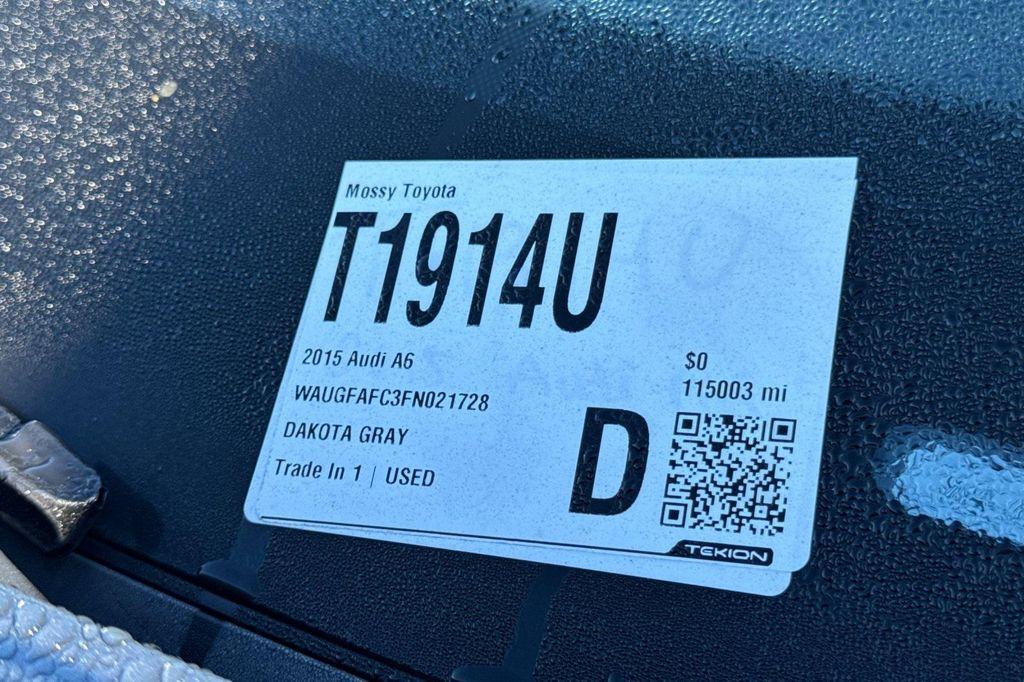 Mossy Toyota
T1914U
2015 Audi A6
$0
WAUGFAFC3FN021728
115003 mi
DAKOTA GRAY
D
Trade In 1 | USED
TEKION